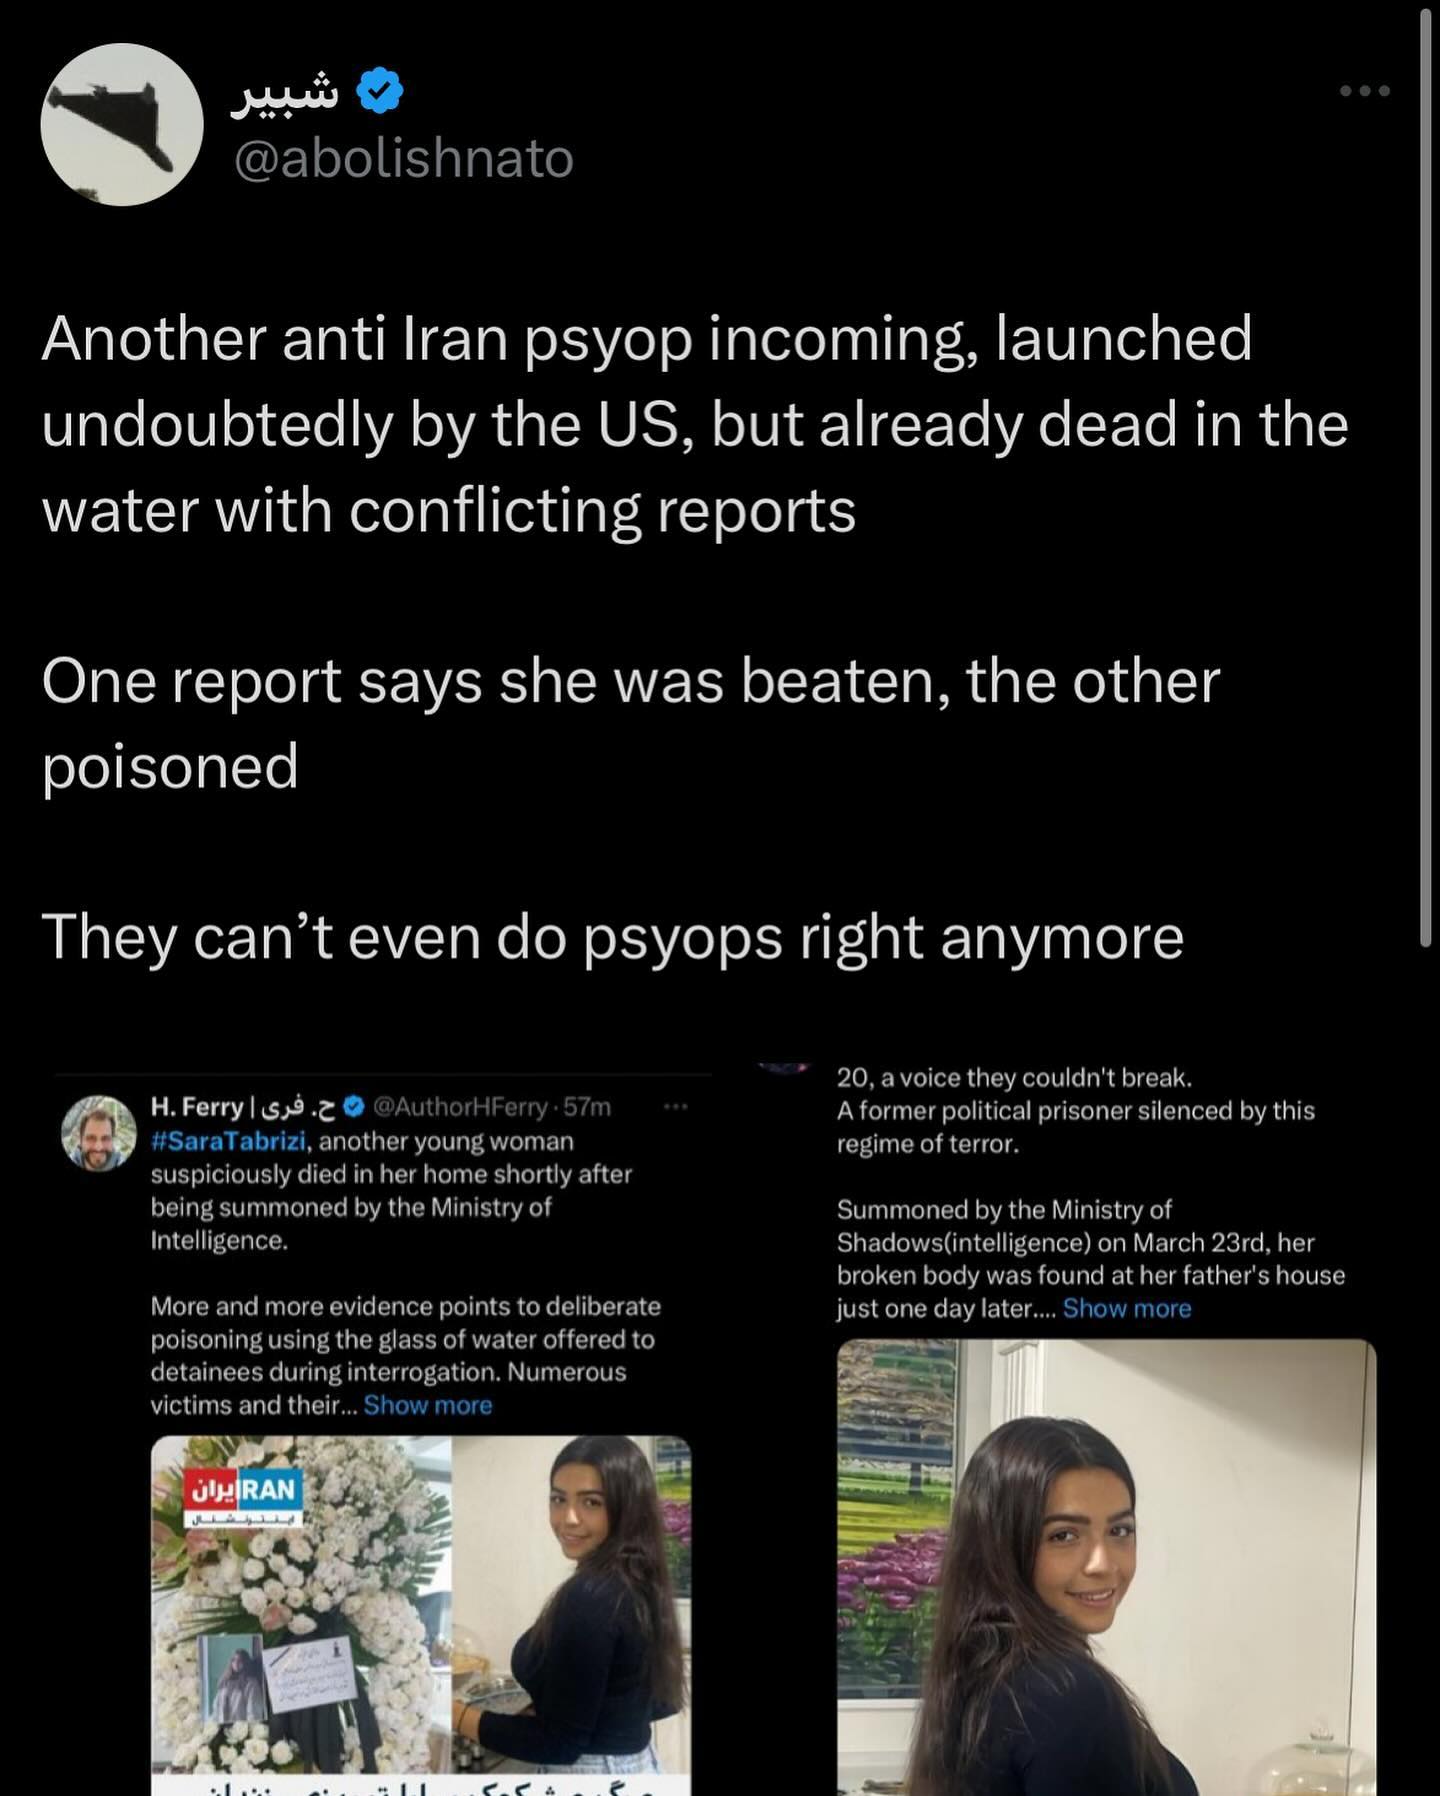 شبیر
@abolishnato
Another anti Iran psyop incoming, launched
undoubtedly by the US, but already dead in the
water with conflicting reports
One report says she was beaten, the other
poisoned
They can’t even do psyops right anymore
H. Ferry | ح. فری @AuthorHFerry · 57m
#SaraTabrizi, another young woman
suspiciously died in her home shortly after
being summoned by the Ministry of
Intelligence.
More and more evidence points to deliberate
poisoning using the glass of water offered to
detainees during interrogation. Numerous
victims and their... Show more
ایران IRAN
اینترنشنال
20, a voice they couldn't break.
A former political prisoner silenced by this
regime of terror.
Summoned by the Ministry of
Shadows(intelligence) on March 23rd, her
broken body was found at her father's house
just one day later.... Show more